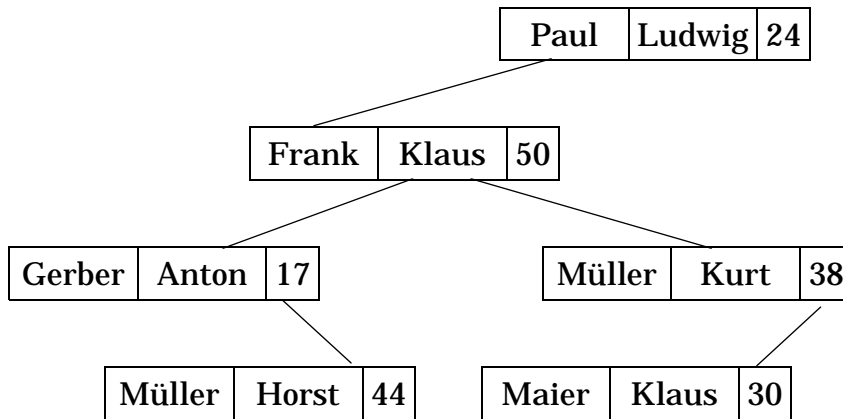 Paul Ludwig 24
Frank Klaus 50
Gerber Anton 17 Müller Kurt 38
Müller Horst 44 Maier Klaus 30